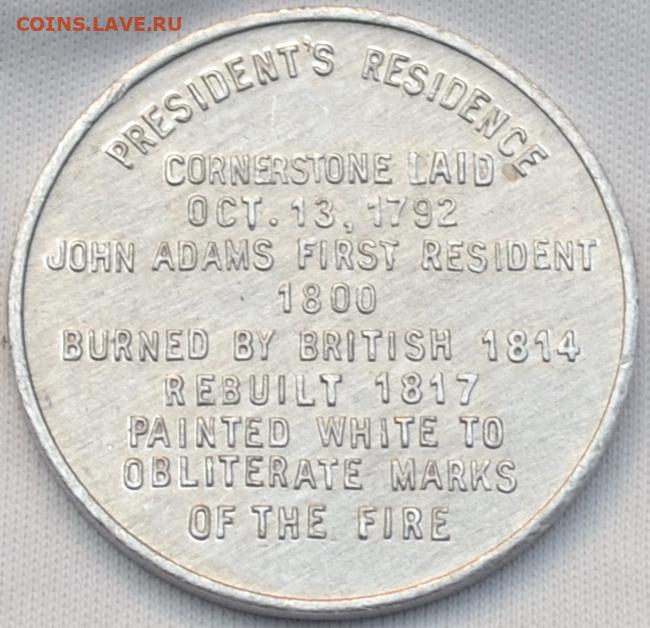 COINS.LAVE.RU
PRESIDENT'S RESIDENCE
CORNERSTONE LAID
OCT. 13, 1792
JOHN ADAMS FIRST RESIDENT
1800
BURNED BY BRITISH 1814
REBUILT 1817
PAINTED WHITE TO
OBLITERATE MARKS
OF THE FIRE